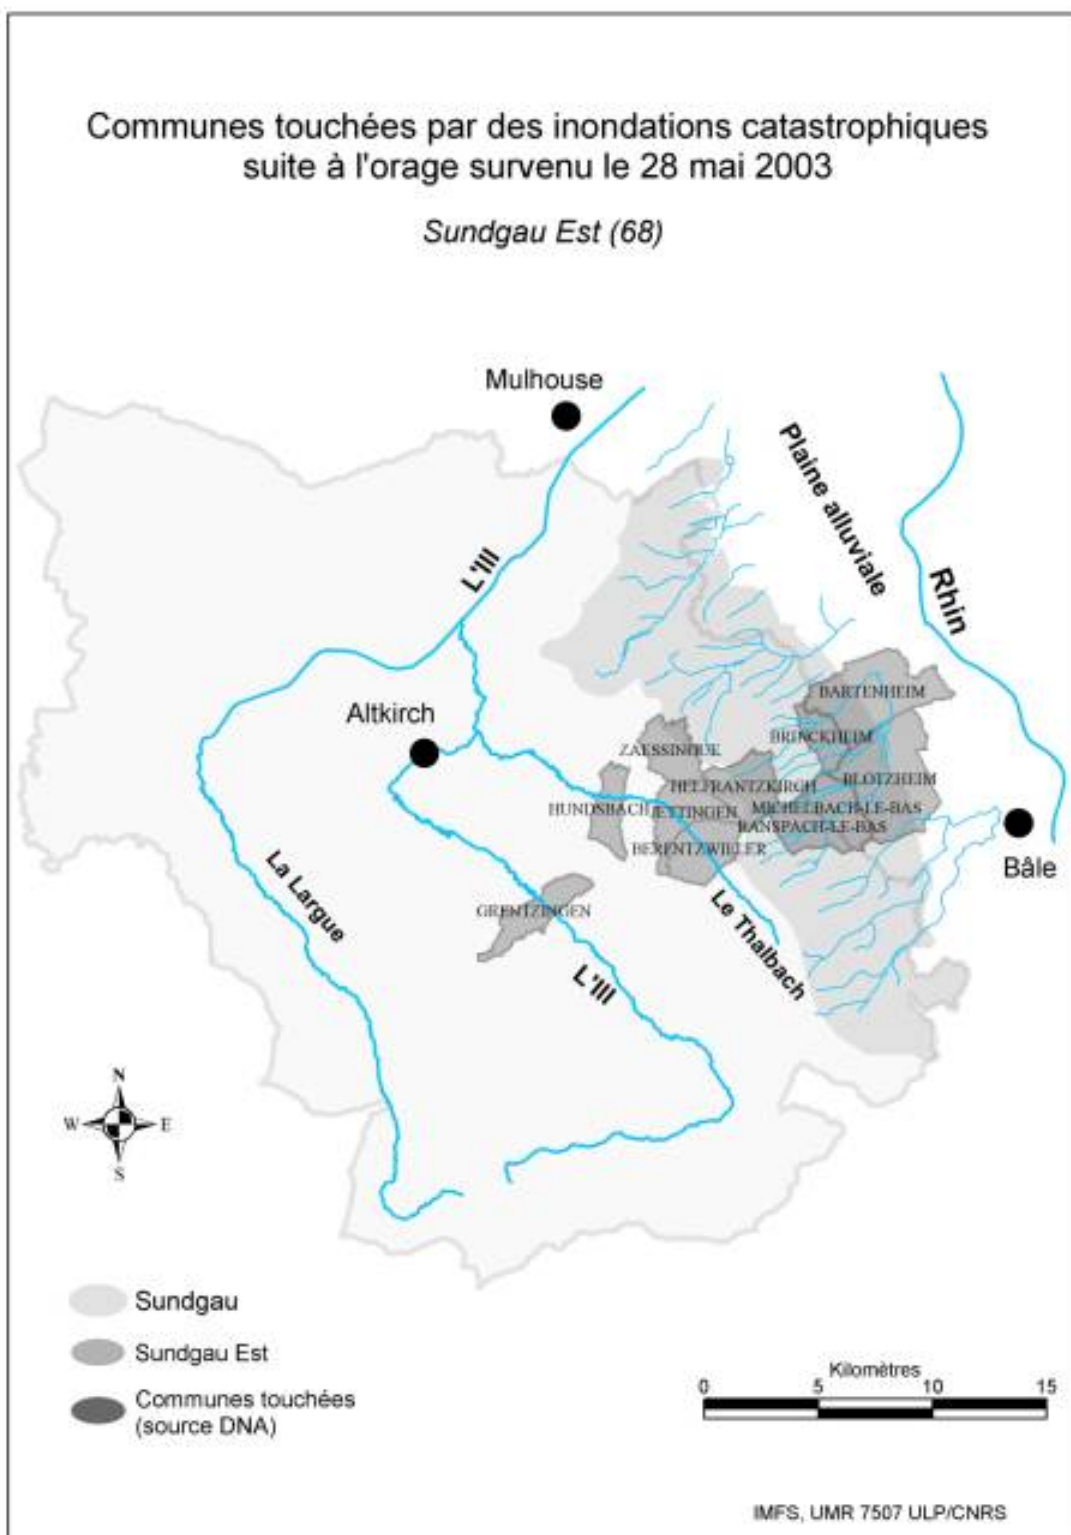 Communes touchées par des inondations catastrophiques
suite à l'orage survenu le 28 mai 2003
Sundgau Est (68)
Mulhouse
Plaine alluviale
L'Ill
Rhin
Altkirch
BARTENHEIM
BRINCKHEIM
ZAESSINGUE
BLOTZHEIM
HELFRANTZKIRCH
HUNDSBACH
JETTINGEN
MICHELBACH-LE-BAS
RANSPACH-LE-BAS
BERENTZWILLER
Bâle
La Largue
GRENTZINGEN
Le Thalbach
L'Ill
N
W
E
S
Sundgau
Sundgau Est
Communes touchées
(source DNA)
Kilomètres
0 5 10 15
IMFS, UMR 7507 ULP/CNRS